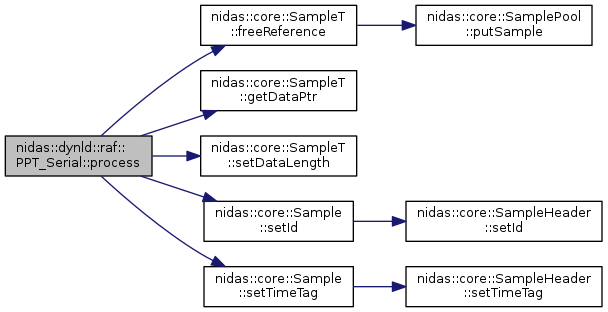 nidas::core::SampleT
::freeReference
nidas::core::SamplePool
::putSample
nidas::core::SampleT
::getDataPtr
nidas::dynld::raf::
PPT_Serial::process
nidas::core::SampleT
::setDataLength
nidas::core::Sample
::setId
nidas::core::SampleHeader
::setId
nidas::core::Sample
::setTimeTag
nidas::core::SampleHeader
::setTimeTag